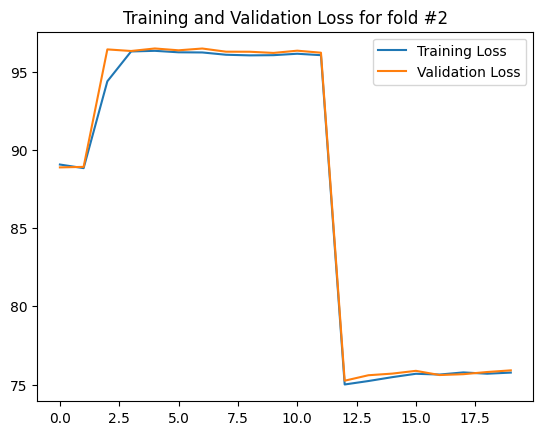 Training and Validation Loss for fold #2
Training Loss
Validation Loss
95
90
85
80
75
0.0 2.5 5.0 7.5 10.0 12.5 15.0 17.5